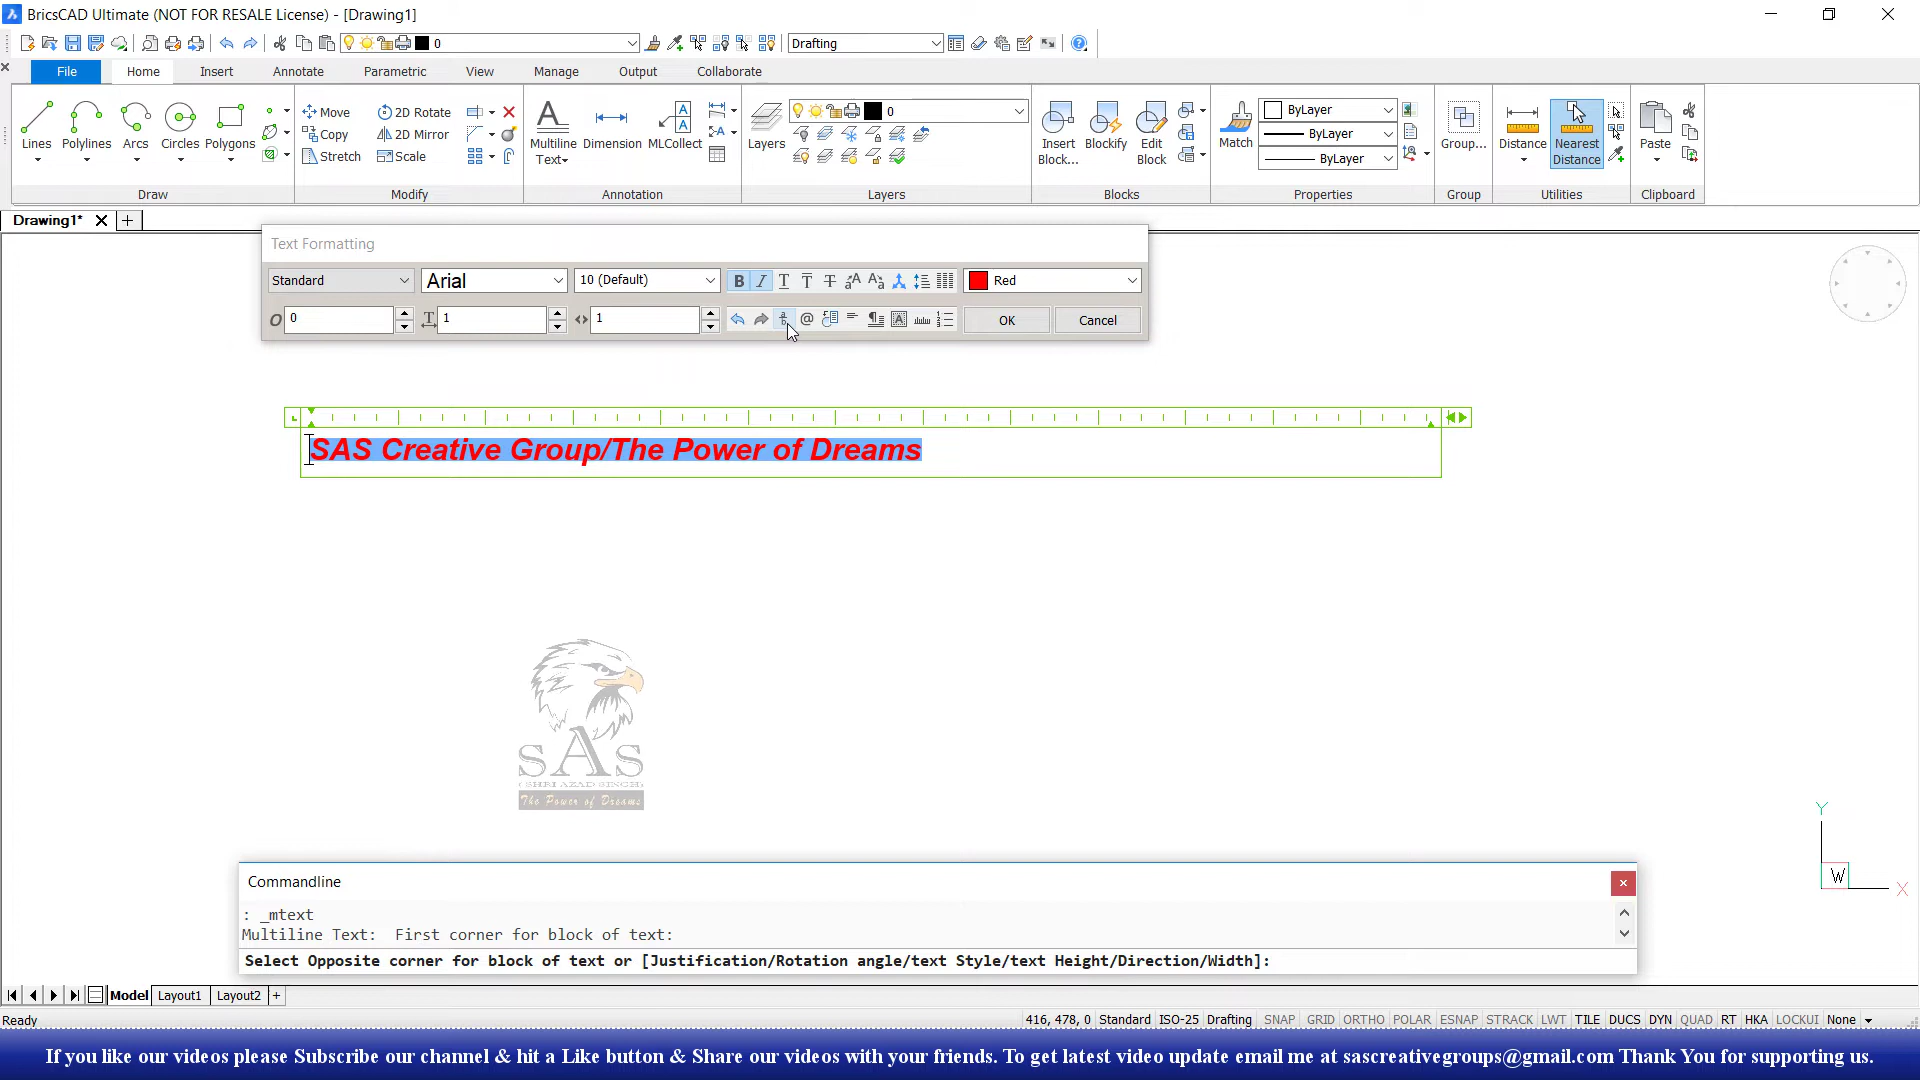 BricsCAD Ultimate (NOT FOR RESALE License) - [Drawing1]
0
Drafting
File Home Insert Annotate Parametric View Manage Output Collaborate
Lines Polylines Arcs Circles Polygons
Move 2D Rotate
Copy 2D Mirror
Stretch Scale
Multiline Text Dimension MLCollect
Layers 0
Insert Block... Blockify Edit Block
Match ByLayer
ByLayer
ByLayer
Group...
Distance Nearest Distance
Paste
Draw Modify Annotation Layers Blocks Properties Group Utilities Clipboard
Drawing1*
Text Formatting
Standard Arial 10 (Default) B I T T T Red
0 1 1 @ OK Cancel
SAS Creative Group/The Power of Dreams
sAs
(SHRI AZAD SINGH)
The Power of Dreams
Y
W X
Commandline
: _mtext
Multiline Text:  First corner for block of text:
Select Opposite corner for block of text or [Justification/Rotation angle/text Style/text Height/Direction/Width]:
Model Layout1 Layout2 +
Ready 416, 478, 0 Standard ISO-25 Drafting SNAP GRID ORTHO POLAR ESNAP STRACK LWT TILE DUCS DYN QUAD RT HKA LOCKUI None
If you like our videos please Subscribe our channel & hit a Like button & Share our videos with your friends. To get latest video update email me at sascreativegroups@gmail.com Thank You for supporting us.